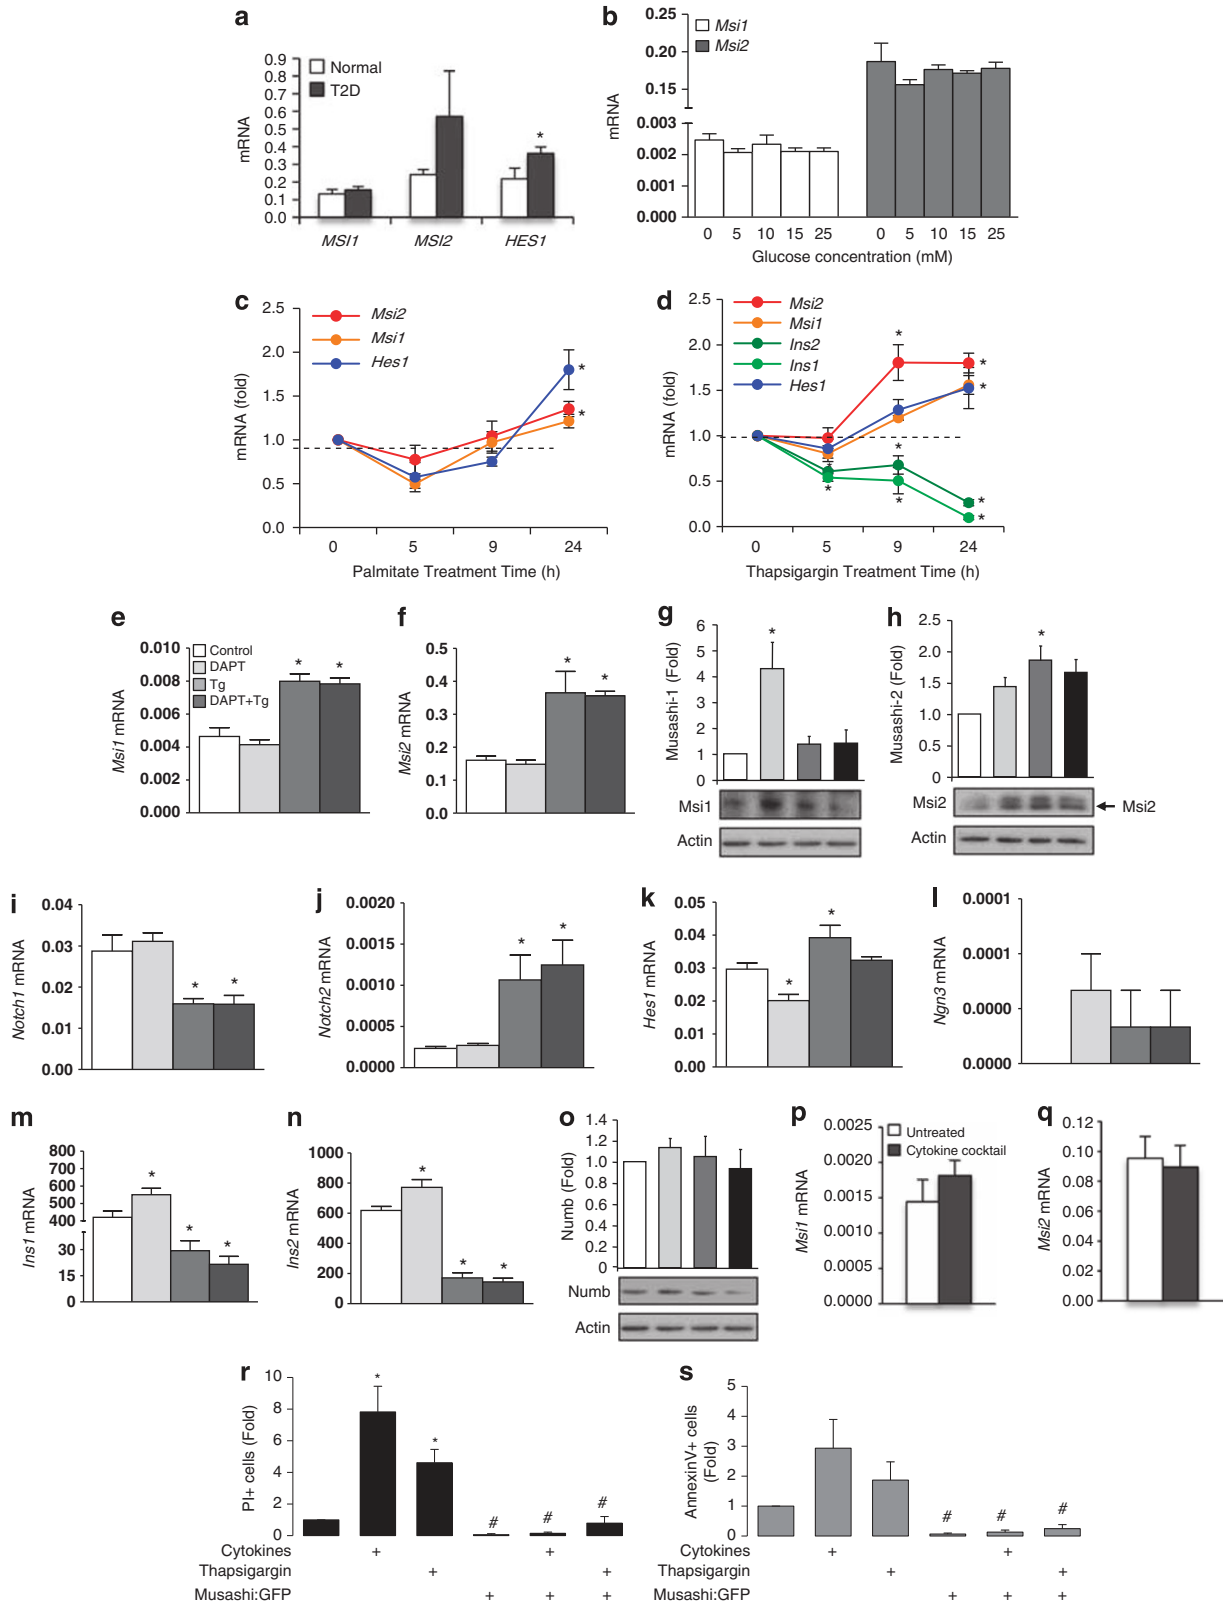 a
0.9
0.8
0.7
0.6
0.5
0.4
0.3
0.2
0.1
0.0
mRNA
Normal
T2D
*
MSI1 MSI2 HES1
b
0.25
0.20
0.15
0.003
0.002
0.001
0.000
mRNA
Msi1
Msi2
0 5 10 15 25 0 5 10 15 25
Glucose concentration (mM)
c
2.5
2.0
1.5
1.0
0.5
0.0
mRNA (fold)
Msi2
Msi1
Hes1
*
*
0 5 9 24
Palmitate Treatment Time (h)
d
2.5
2.0
1.5
1.0
0.5
0.0
mRNA (fold)
Msi2
Msi1
Ins2
Ins1
Hes1
*
*
*
*
*
*
*
*
*
0 5 9 24
Thapsigargin Treatment Time (h)
e
0.010
0.008
0.006
0.004
0.002
0.000
Msi1 mRNA
Control
DAPT
Tg
DAPT+Tg
* *
f
0.5
0.4
0.3
0.2
0.1
0.0
Msi2 mRNA
* *
g
6
5
4
3
2
1
0
Musashi-1 (Fold)
*
Msi1
Actin
h
2.5
2.0
1.5
1.0
0.5
0
Musashi-2 (Fold)
*
Msi2
Msi2
Actin
i
0.04
0.03
0.02
0.01
0.00
Notch1 mRNA
* *
j
0.0020
0.0015
0.0010
0.0005
0.0000
Notch2 mRNA
* *
k
0.05
0.04
0.03
0.02
0.01
0.00
Hes1 mRNA
* *
l
0.0001
0.0001
0.0000
0.0000
Ngn3 mRNA
m
800
700
600
500
400
30
15
0
Ins1 mRNA
* * *
n
1000
800
600
400
200
0
Ins2 mRNA
* * *
o
1.4
1.2
1.0
0.8
0.6
0.4
0.2
0
Numb (Fold)
Numb
Actin
p
0.0025
0.0020
0.0015
0.0010
0.0005
0.0000
Msi1 mRNA
Untreated
Cytokine cocktail
q
0.12
0.10
0.08
0.06
0.04
0.02
0.00
Msi2 mRNA
r
10
8
6
4
2
0
PI+ cells (Fold)
* * # # #
Cytokines + +
Thapsigargin + +
Musashi:GFP + + +
s
5
4
3
2
1
0
AnnexinV+ cells
(Fold)
# # #
Cytokines + +
Thapsigargin + +
Musashi:GFP + + +